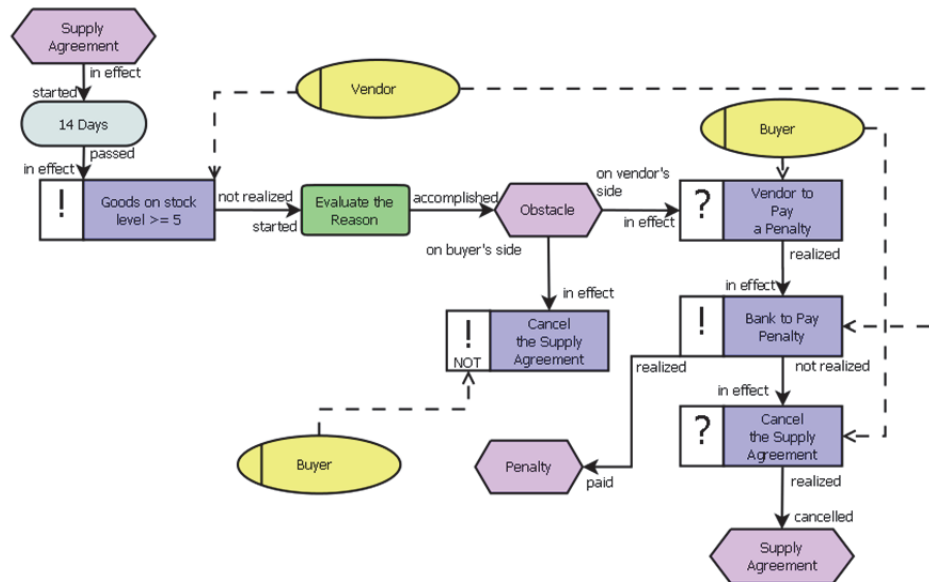 Supply
Agreement
in effect
started
14 Days
passed
in effect
!
Goods on stock
level >= 5
not realized
started
Evaluate the
Reason
accomplished
Obstacle
on vendor's
side
in effect
on buyer's side
in effect
!
NOT
Cancel
the Supply
Agreement
Buyer
Vendor
Buyer
?
Vendor to
Pay
a Penalty
realized
in effect
!
Bank to Pay
Penalty
realized
not realized
in effect
Penalty
paid
?
Cancel
the Supply
Agreement
realized
cancelled
Supply
Agreement